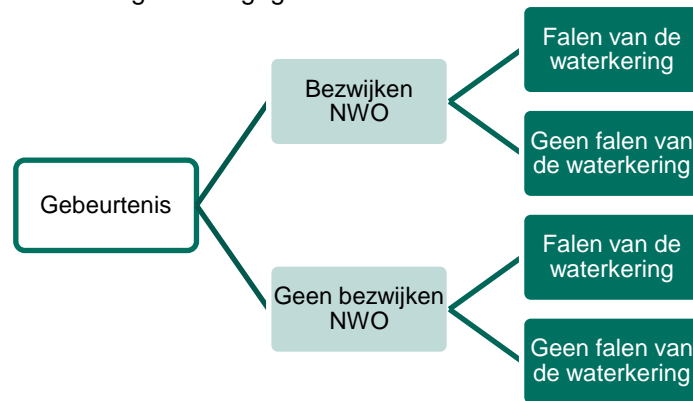 Falen van de
waterkering
Bezwijken
NWO
Geen falen van
de waterkering
Gebeurtenis
Falen van de
waterkering
Geen bezwijken
NWO
Geen falen van
de waterkering